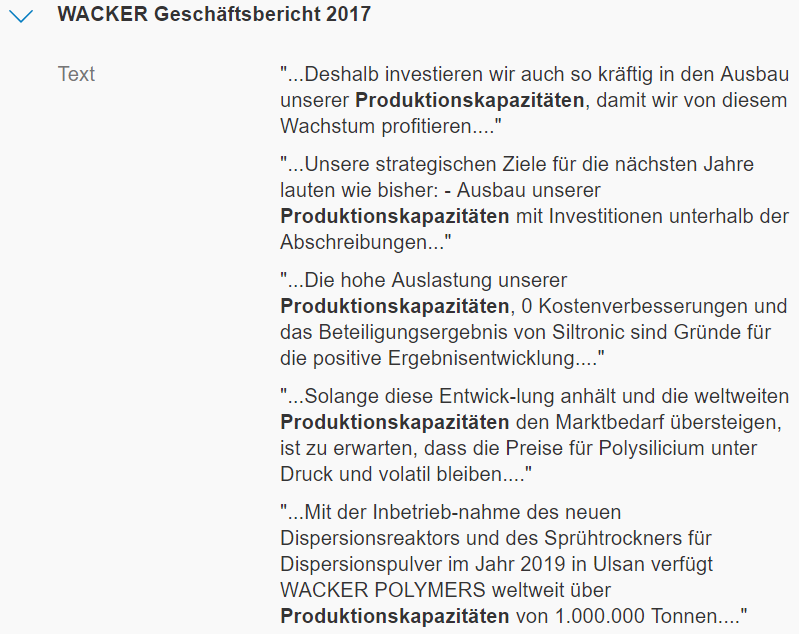 WACKER Geschäftsbericht 2017
Text
"...Deshalb investieren wir auch so kräftig in den Ausbau
unserer Produktionskapazitäten, damit wir von diesem
Wachstum profitieren...."
"...Unsere strategischen Ziele für die nächsten Jahre
lauten wie bisher: - Ausbau unserer
Produktionskapazitäten mit Investitionen unterhalb der
Abschreibungen..."
"...Die hohe Auslastung unserer
Produktionskapazitäten, 0 Kostenverbesserungen und
das Beteiligungsergebnis von Siltronic sind Gründe für
die positive Ergebnisentwicklung...."
"...Solange diese Entwick-lung anhält und die weltweiten
Produktionskapazitäten den Marktbedarf übersteigen,
ist zu erwarten, dass die Preise für Polysilicium unter
Druck und volatil bleiben...."
"...Mit der Inbetrieb-nahme des neuen
Dispersionsreaktors und des Sprühtrockners für
Dispersionspulver im Jahr 2019 in Ulsan verfügt
WACKER POLYMERS weltweit über
Produktionskapazitäten von 1.000.000 Tonnen...."